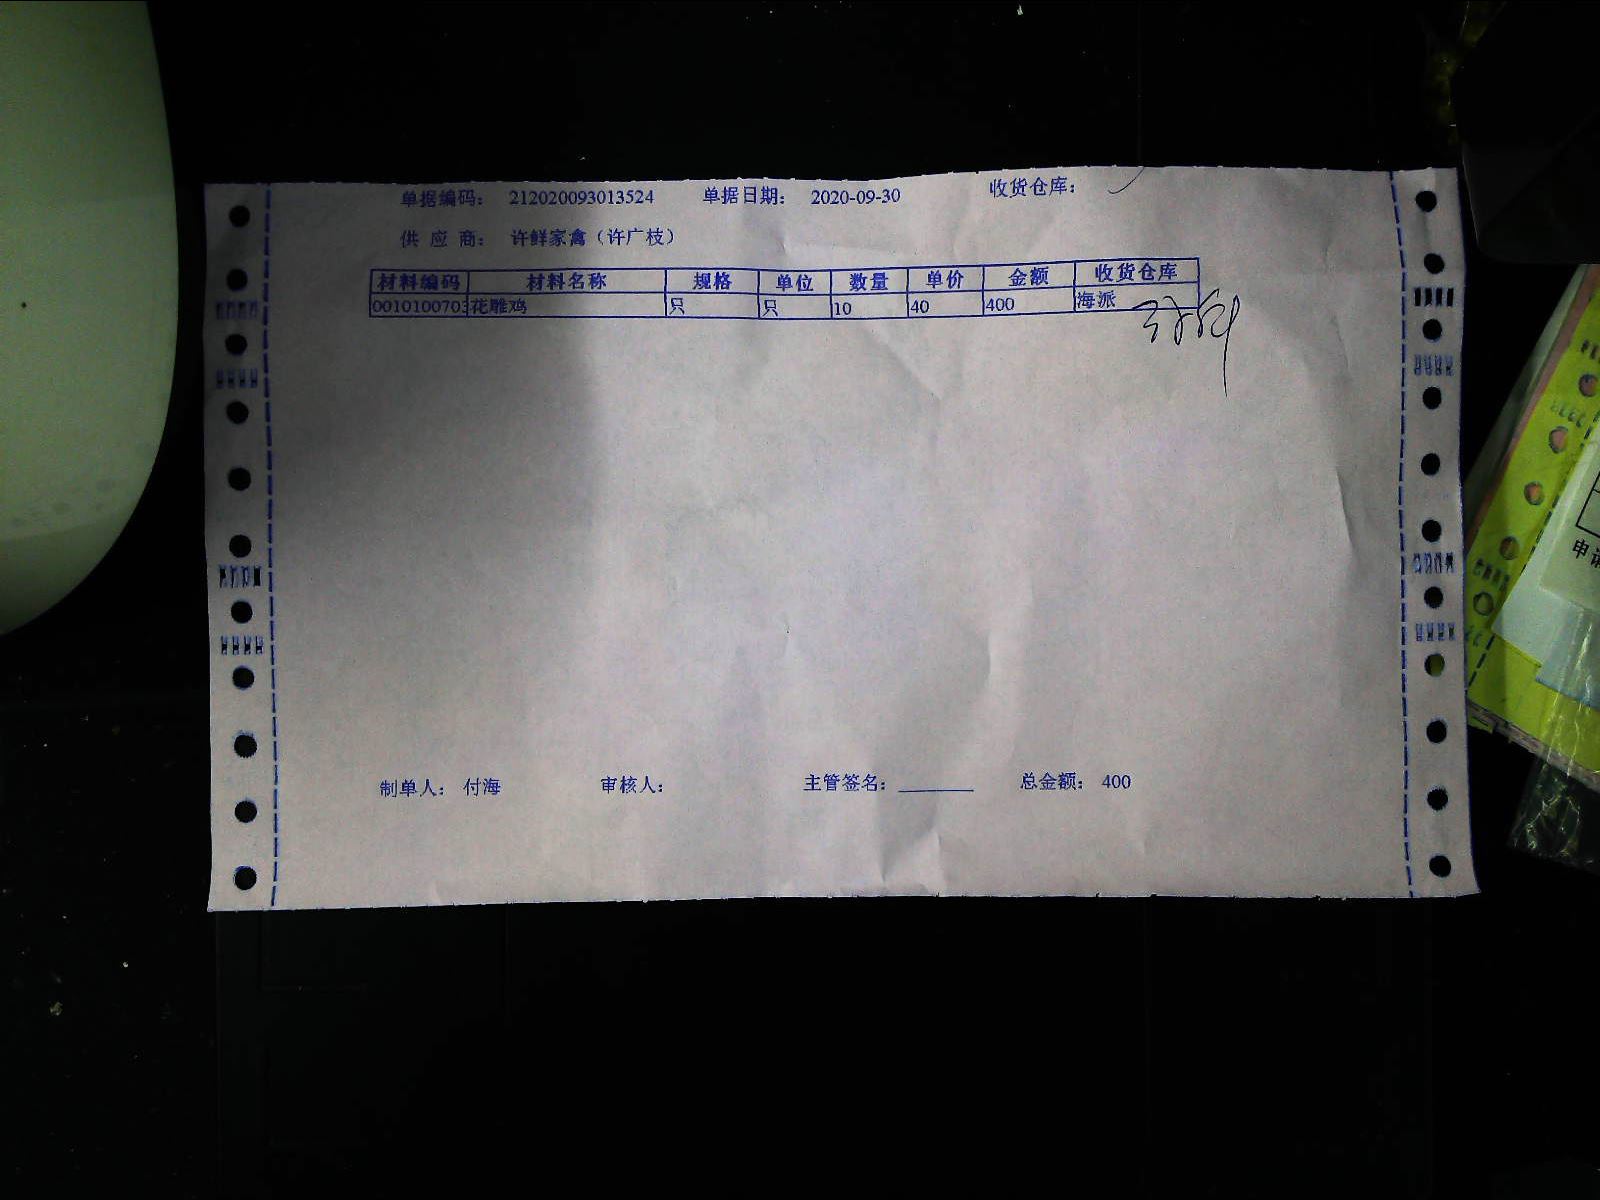 单据编码： 212020093013524 单据日期： 2020-09-30 收货仓库：
供 应 商： 许鲜家禽（许广枝）
材料编码 材料名称 规格 单位 数量 单价 金额 收货仓库
0010100703 花雕鸡 只 只 10 40 400 海派
制单人： 付海 审核人： 主管签名： 总金额： 400
申请